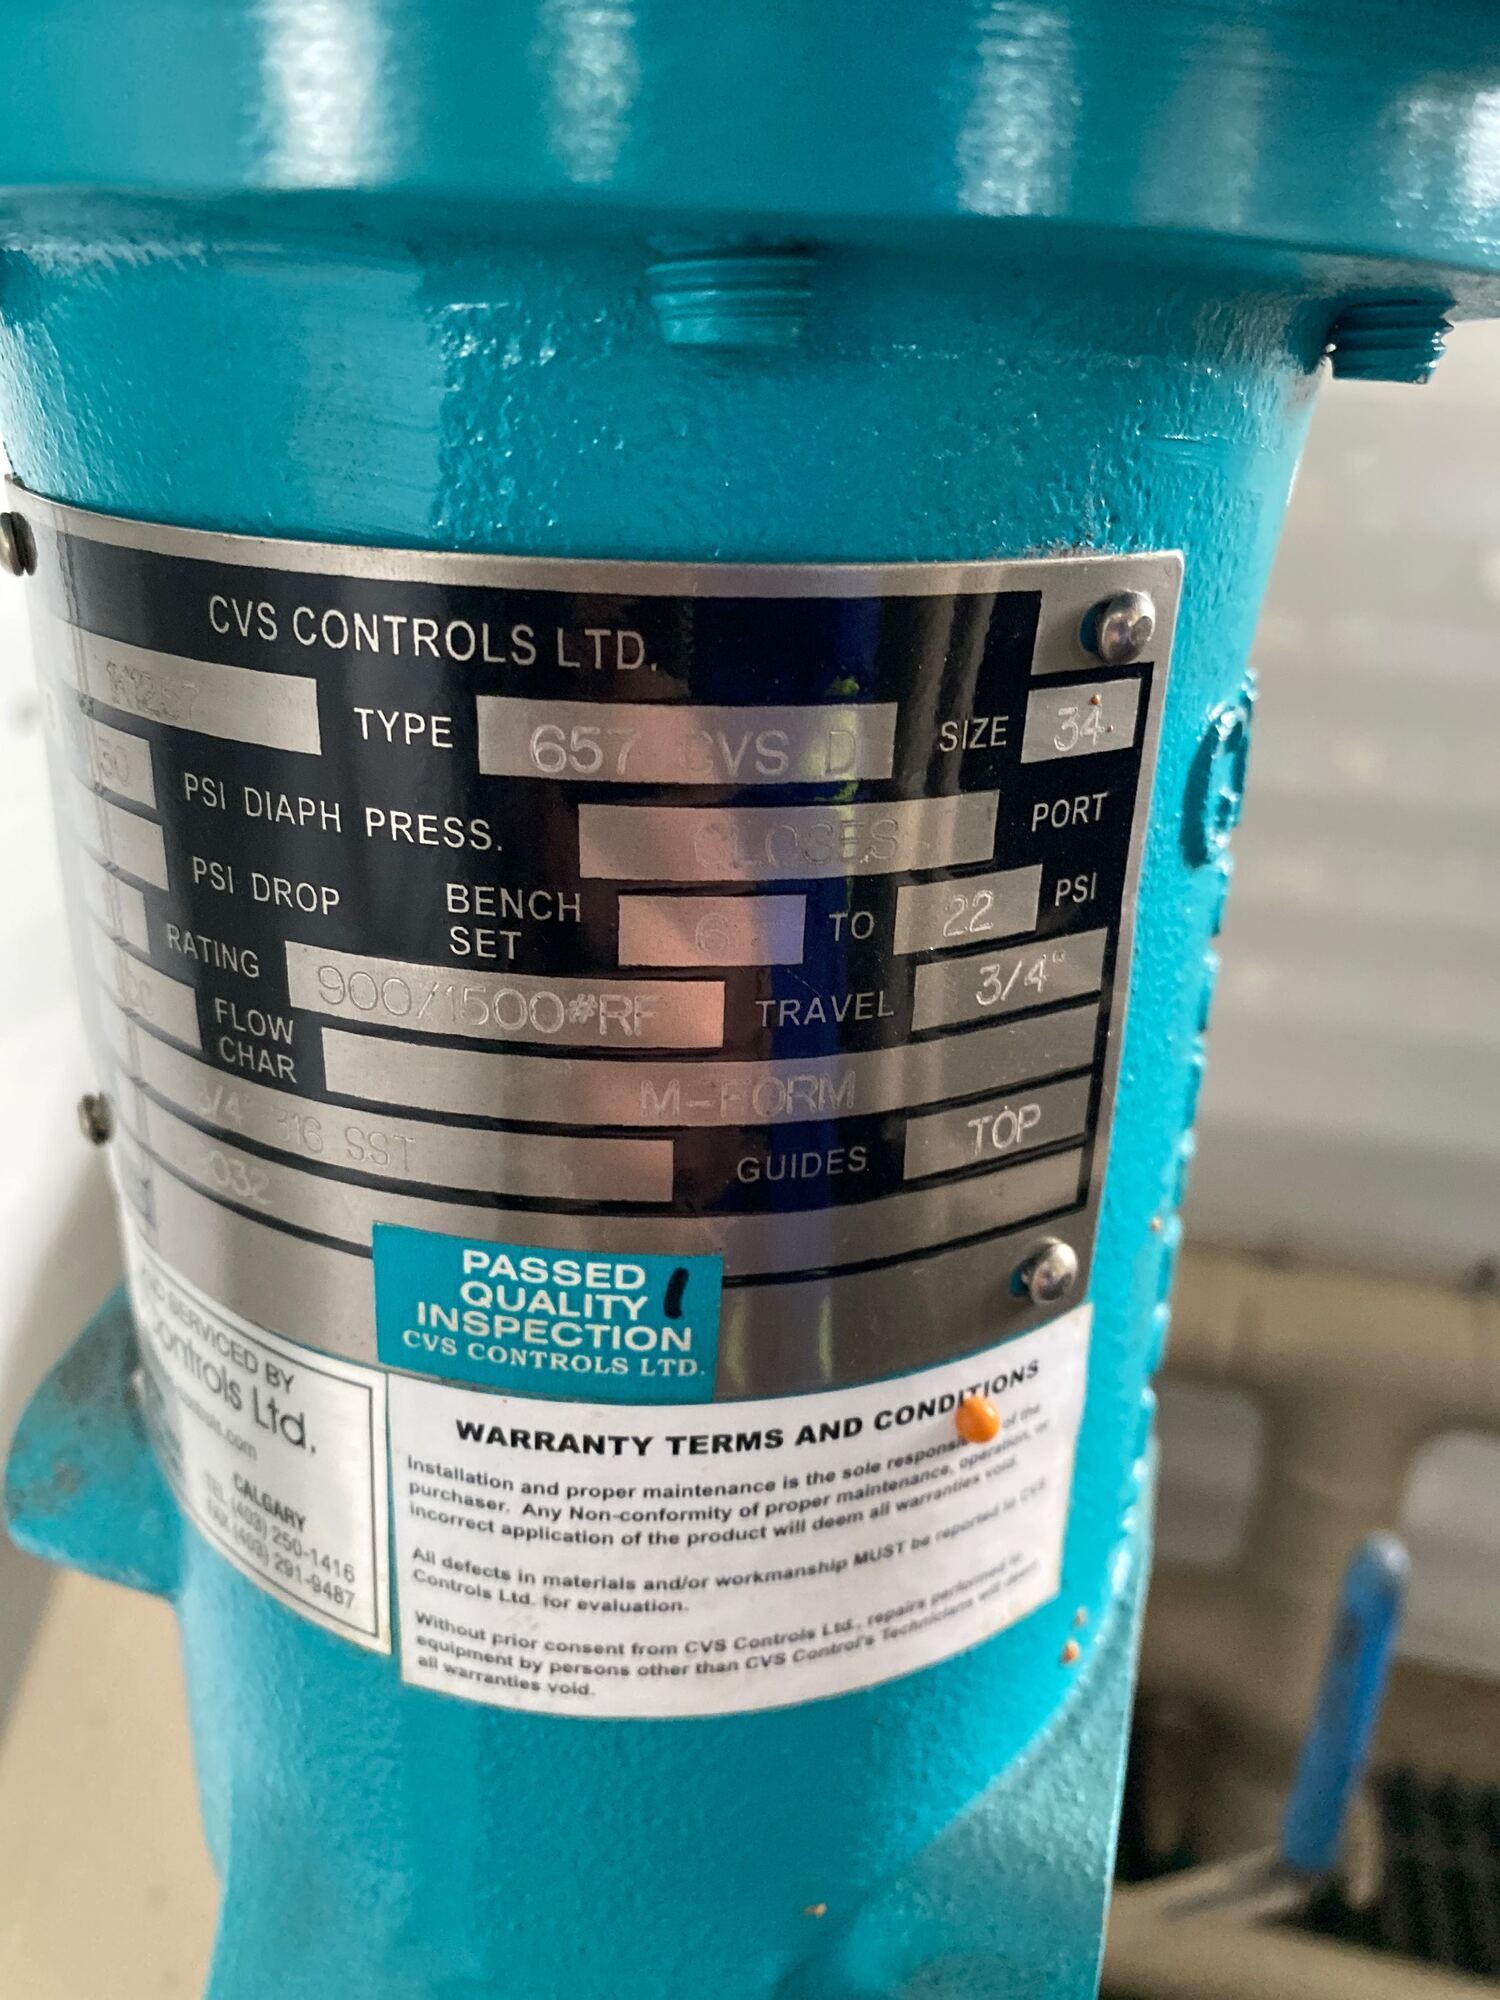 CVS CONTROLS LTD.
TYPE 657 CVS D SIZE 34
30 PSI DIAPH PRESS. CLOSES PORT
PSI DROP BENCH SET 6 TO 22 PSI
RATING 900/1500#RF TRAVEL 3/4"
FLOW CHAR M-FORM
3/4 316 SST GUIDES TOP
032
PASSED
QUALITY
INSPECTION
CVS CONTROLS LTD.
SERVICED BY
Controls Ltd.
CALGARY
TEL (403) 250-1416
FAX (403) 291-9487
WARRANTY TERMS AND CONDITIONS
Installation and proper maintenance is the sole of the
purchaser. Any Non-conformity of proper maintenance, operation, or
incorrect application of the product will deem all warranties void.
All defects in materials and/or workmanship MUST be reported to CVS
Controls Ltd. for evaluation.
Without prior consent from CVS Controls Ltd., repairs performed to
equipment by persons other than CVS Control's Technicians will deem
all warranties void.